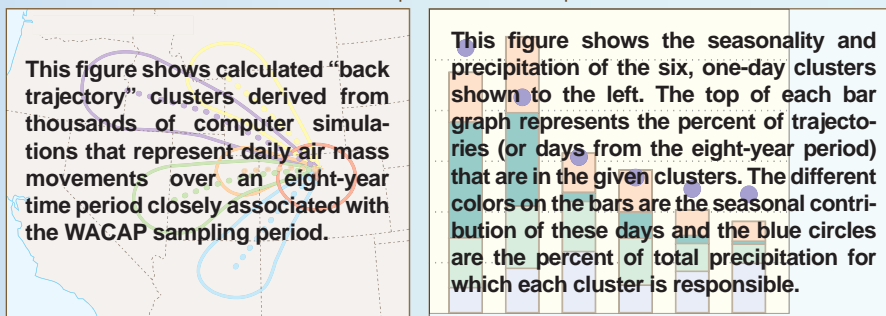 This figure shows calculated “back
trajectory” clusters derived from
thousands of computer simula-
tions that represent daily air mass
movements over an eight-year
time period closely associated with
the WACAP sampling period.
This figure shows the seasonality and
precipitation of the six, one-day clusters
shown to the left. The top of each bar
graph represents the percent of trajecto-
ries (or days from the eight-year period)
that are in the given clusters. The different
colors on the bars are the seasonal contri-
bution of these days and the blue circles
are the percent of total precipitation for
which each cluster is responsible.